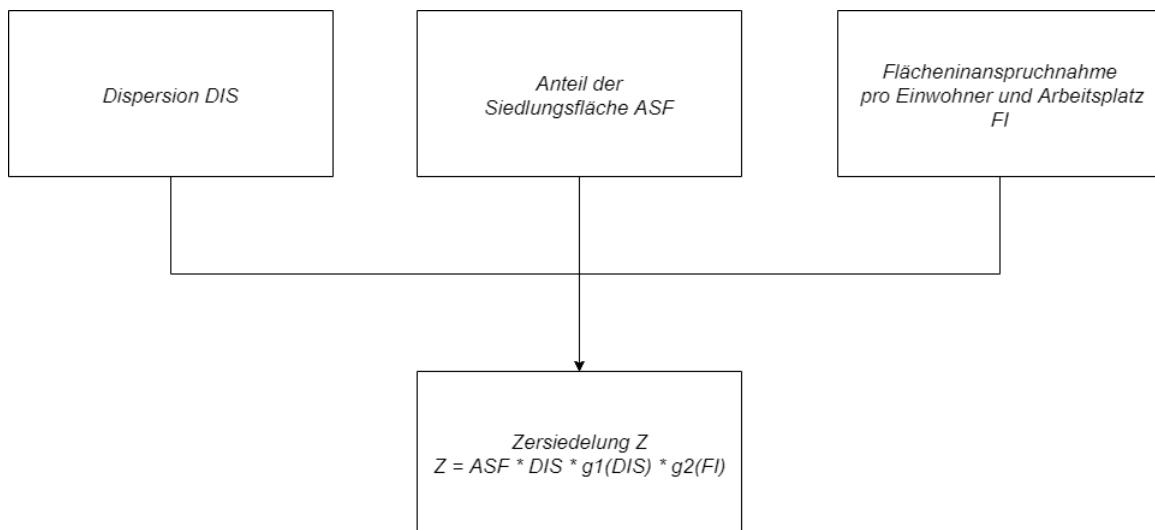 Dispersion DIS
Anteil der
Siedlungsfläche ASF
Flächeninanspruchnahme
pro Einwohner und Arbeitsplatz
FI
Zersiedelung Z
Z = ASF * DIS * g1(DIS) * g2(FI)